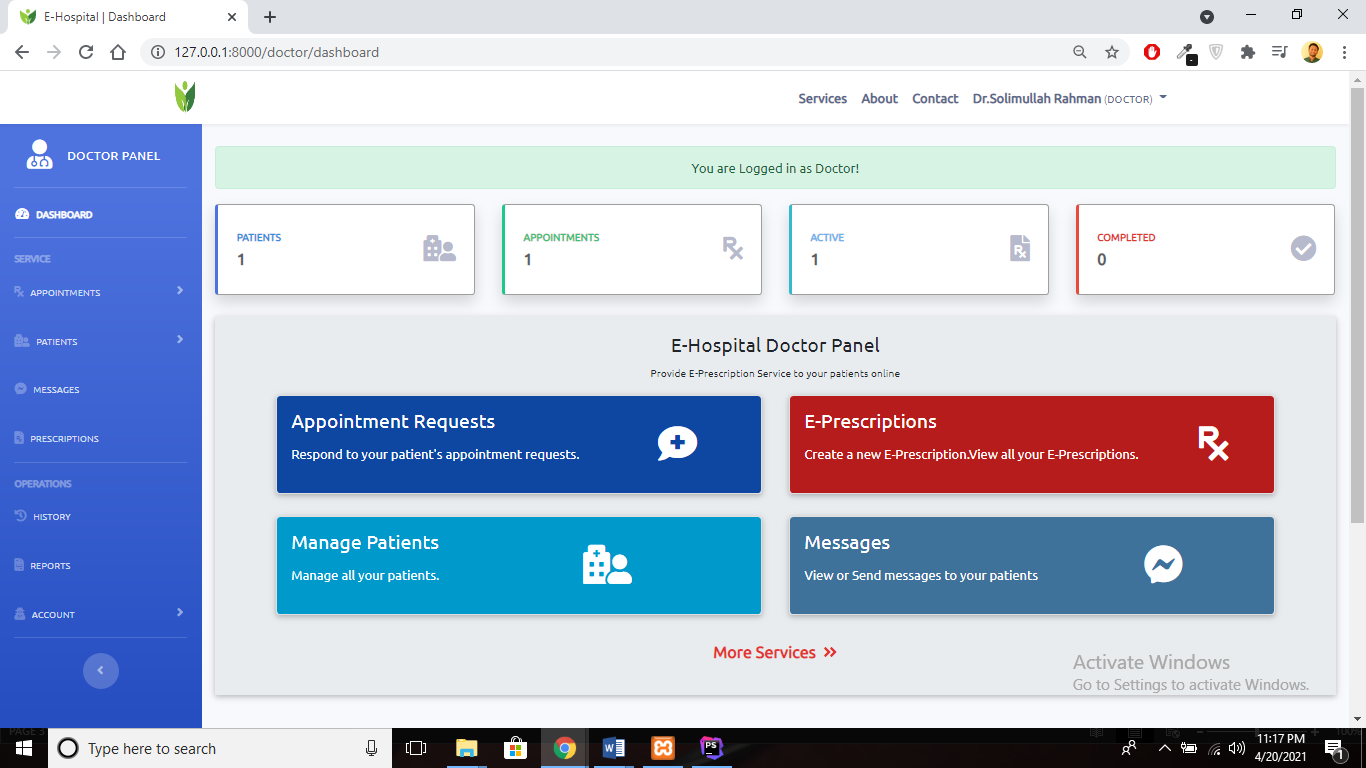 E-Hospital | Dashboard
127.0.0.1:8000/doctor/dashboard
Services About Contact Dr.Solimullah Rahman (DOCTOR)
DOCTOR PANEL
DASHBOARD
SERVICE
APPOINTMENTS
PATIENTS
MESSAGES
PRESCRIPTIONS
OPERATIONS
HISTORY
REPORTS
ACCOUNT
You are Logged in as Doctor!
PATIENTS
1
APPOINTMENTS
1
ACTIVE
1
COMPLETED
0
E-Hospital Doctor Panel
Provide E-Prescription Service to your patients online
Appointment Requests
Respond to your patient's appointment requests.
E-Prescriptions
Create a new E-Prescription.View all your E-Prescriptions.
Manage Patients
Manage all your patients.
Messages
View or Send messages to your patients
More Services
Activate Windows
Go to Settings to activate Windows.
Type here to search
11:17 PM
4/20/2021
1